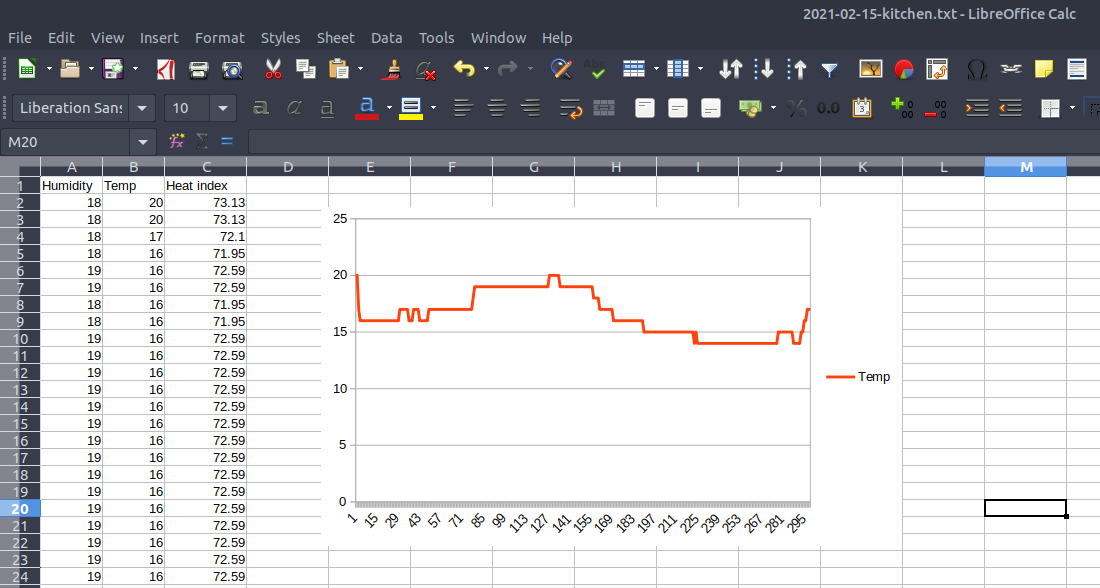 2021-02-15-kitchen.txt - LibreOffice Calc
File Edit View Insert Format Styles Sheet Data Tools Window Help
Liberation Sans 10
M20
A B C D E F G H I J K L M
1 Humidity Temp Heat index
2 18 20 73.13
3 18 20 73.13
4 18 17 72.1
5 18 16 71.95
6 19 16 72.59
7 19 16 72.59
8 18 16 71.95
9 18 16 71.95
10 19 16 72.59
11 19 16 72.59
12 19 16 72.59
13 19 16 72.59
14 19 16 72.59
15 19 16 72.59
16 19 16 72.59
17 19 16 72.59
18 19 16 72.59
19 19 16 72.59
20 19 16 72.59
21 19 16 72.59
22 19 16 72.59
23 19 16 72.59
24 19 16 72.59
25
20
15
10
5
0
1 15 29 43 57 71 85 99 113 127 141 155 169 183 197 211 225 239 253 267 281 295
Temp